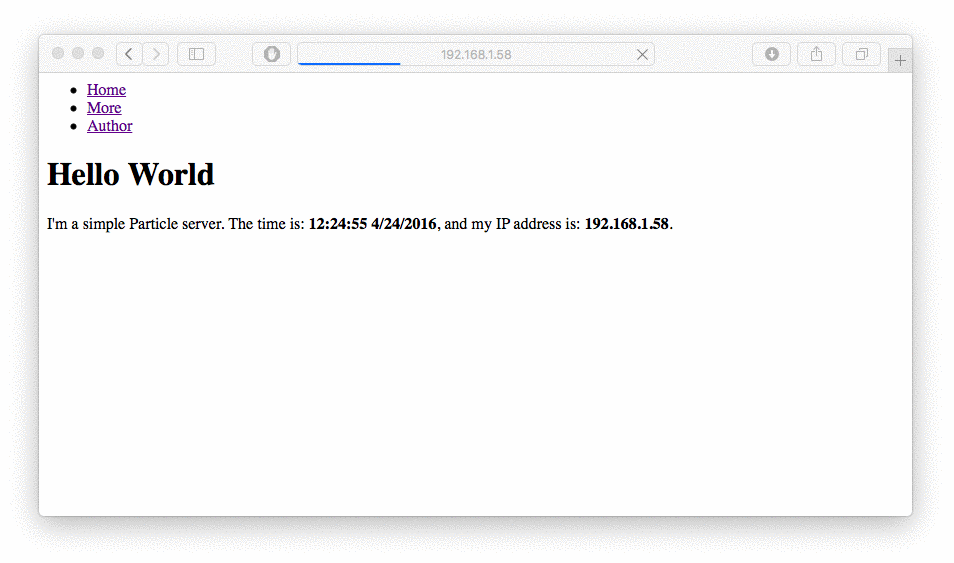 192.168.1.58
Home
More
Author
Hello World
I'm a simple Particle server. The time is: 12:24:55 4/24/2016, and my IP address is: 192.168.1.58.